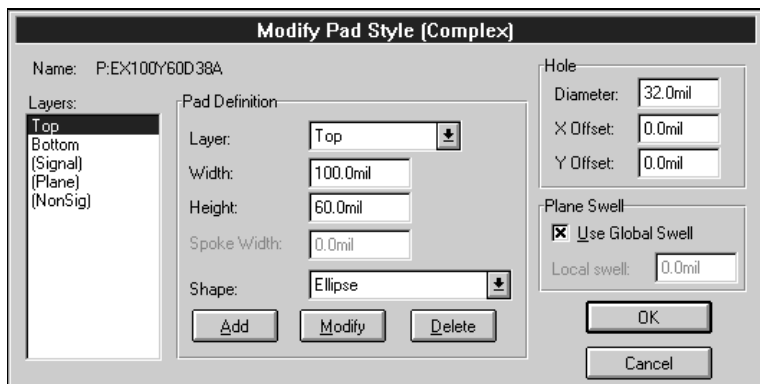 Modify Pad Style (Complex)
Name: P:EX100Y60D38A
Layers:
Top
Bottom
(Signal)
(Plane)
(NonSig)
Pad Definition
Layer: Top
Width: 100.0mil
Height: 60.0mil
Spoke Width: 0.0mil
Shape: Ellipse
Add Modify Delete
Hole
Diameter: 32.0mil
X Offset: 0.0mil
Y Offset: 0.0mil
Plane Swell
Use Global Swell
Local swell: 0.0mil
OK
Cancel